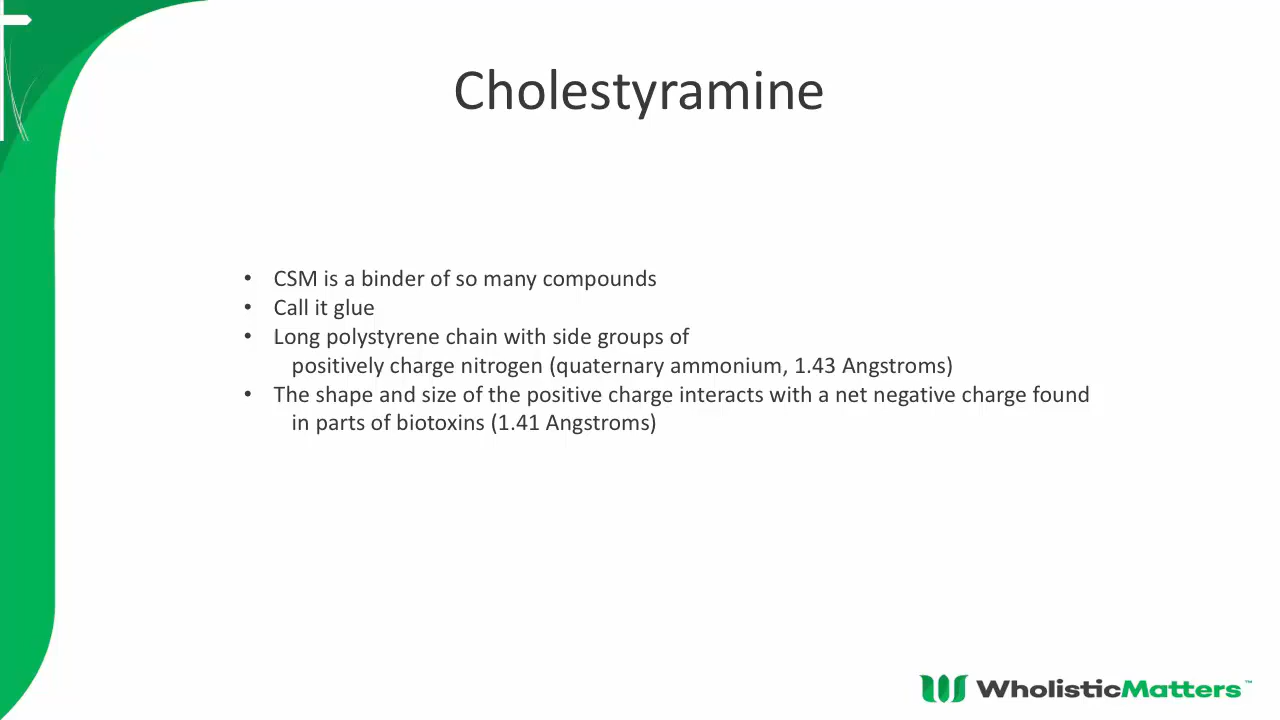 Cholestyramine
• CSM is a binder of so many compounds
• Call it glue
• Long polystyrene chain with side groups of
positively charge nitrogen (quaternary ammonium, 1.43 Angstroms)
• The shape and size of the positive charge interacts with a net negative charge found
in parts of biotoxins (1.41 Angstroms)
WholisticMatters™